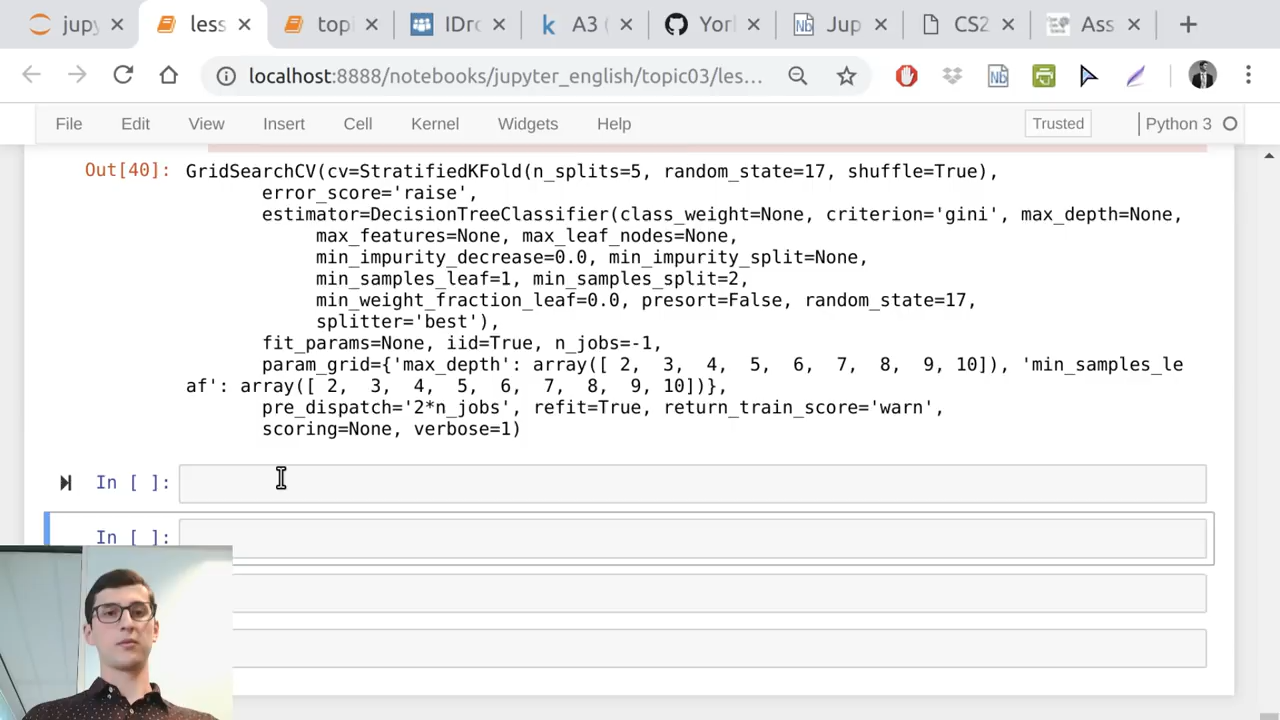 jupy
less
top
IDro
A3 (
York
Jup
CS2
Ass
localhost:8888/notebooks/jupyter_english/topic03/les...
Nb
File Edit View Insert Cell Kernel Widgets Help Trusted Python 3
Out[40]: GridSearchCV(cv=StratifiedKFold(n_splits=5, random_state=17, shuffle=True),
error_score='raise',
estimator=DecisionTreeClassifier(class_weight=None, criterion='gini', max_depth=None,
max_features=None, max_leaf_nodes=None,
min_impurity_decrease=0.0, min_impurity_split=None,
min_samples_leaf=1, min_samples_split=2,
min_weight_fraction_leaf=0.0, presort=False, random_state=17,
splitter='best'),
fit_params=None, iid=True, n_jobs=-1,
param_grid={'max_depth': array([ 2, 3, 4, 5, 6, 7, 8, 9, 10]), 'min_samples_le
af': array([ 2, 3, 4, 5, 6, 7, 8, 9, 10])},
pre_dispatch='2*n_jobs', refit=True, return_train_score='warn',
scoring=None, verbose=1)
In [ ]:
In [ ]: